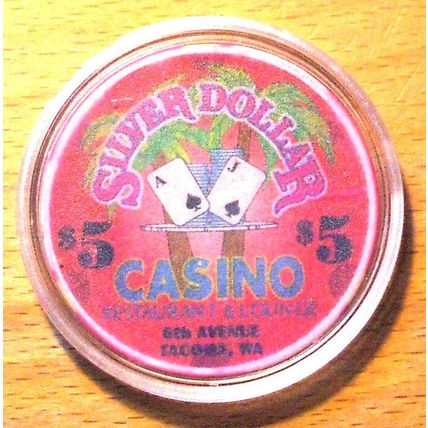 SILVER DOLLAR
A J
$5 $5
CASINO
RESTAURANT & LOUNGE
6th AVENUE
TACOMA, WA